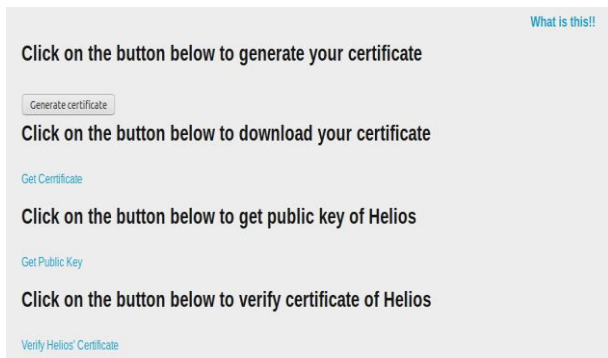 What is this!!
Click on the button below to generate your certificate
Generate certificate
Click on the button below to download your certificate
Get Cerrtificate
Click on the button below to get public key of Helios
Get Public Key
Click on the button below to verify certificate of Helios
Verify Helios' Certificate